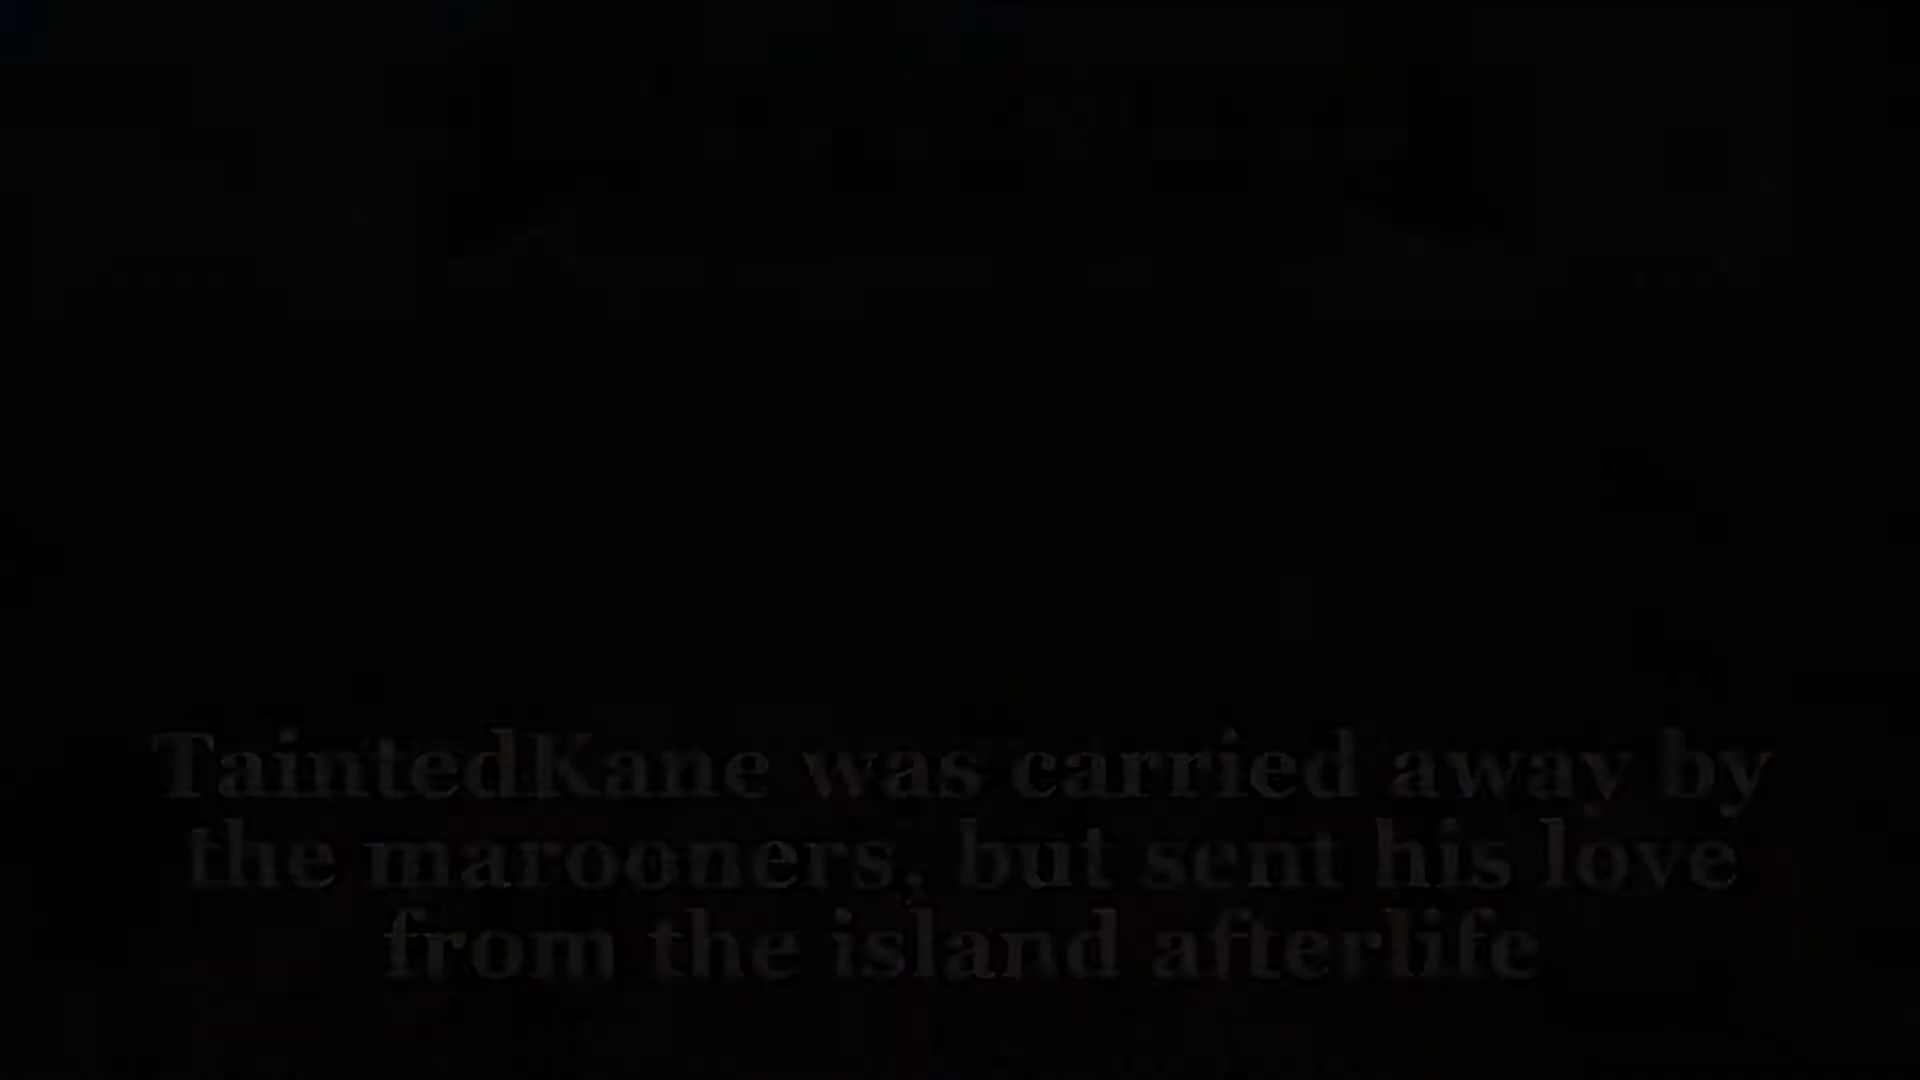 TaintedKane was carried away by
the marooners, but sent his love
from the island afterlife